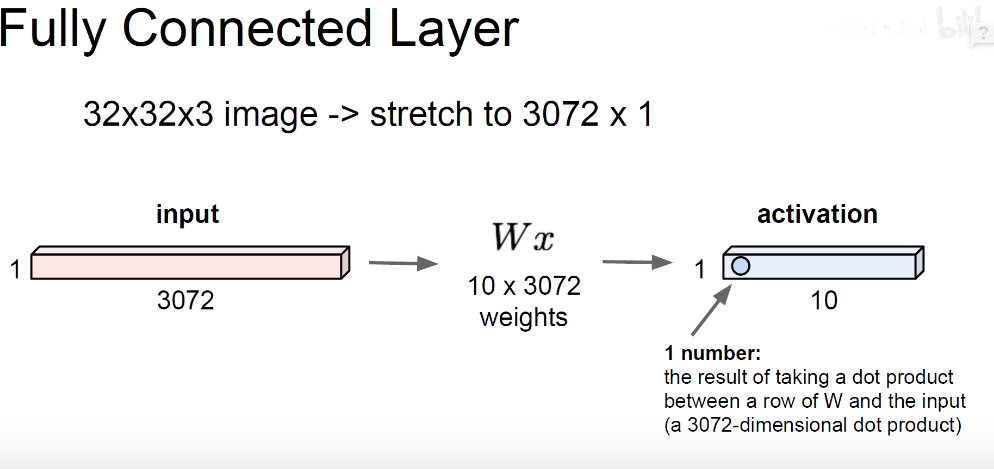 Fully Connected Layer
32x32x3 image -> stretch to 3072 x 1
input
activation
1
3072
Wx
10 x 3072
weights
1
10
1 number:
the result of taking a dot product
between a row of W and the input
(a 3072-dimensional dot product)
?